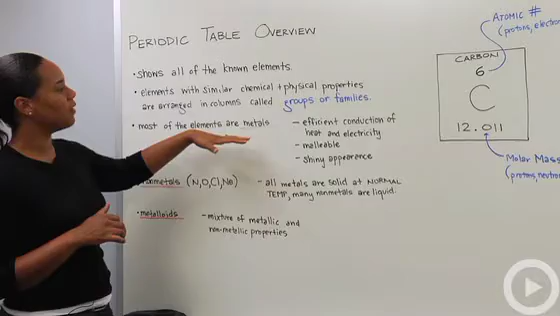 PERIODIC TABLE OVERVIEW
• shows all of the known elements.
• elements with similar chemical + physical properties
are arranged in columns called groups or families.
• most of the elements are metals
- efficient conduction of
heat and electricity
- malleable
- shiny appearence
nonmetals (N,O,Cl,Ne)
- all metals are solid at NORMAL
TEMP, many nonmetals are liquid.
• metalloids
- mixture of metallic and
non-metallic properties
ATOMIC #
(protons, electron
CARBON
6
C
12.011
Molar Mass
(protons, neutron